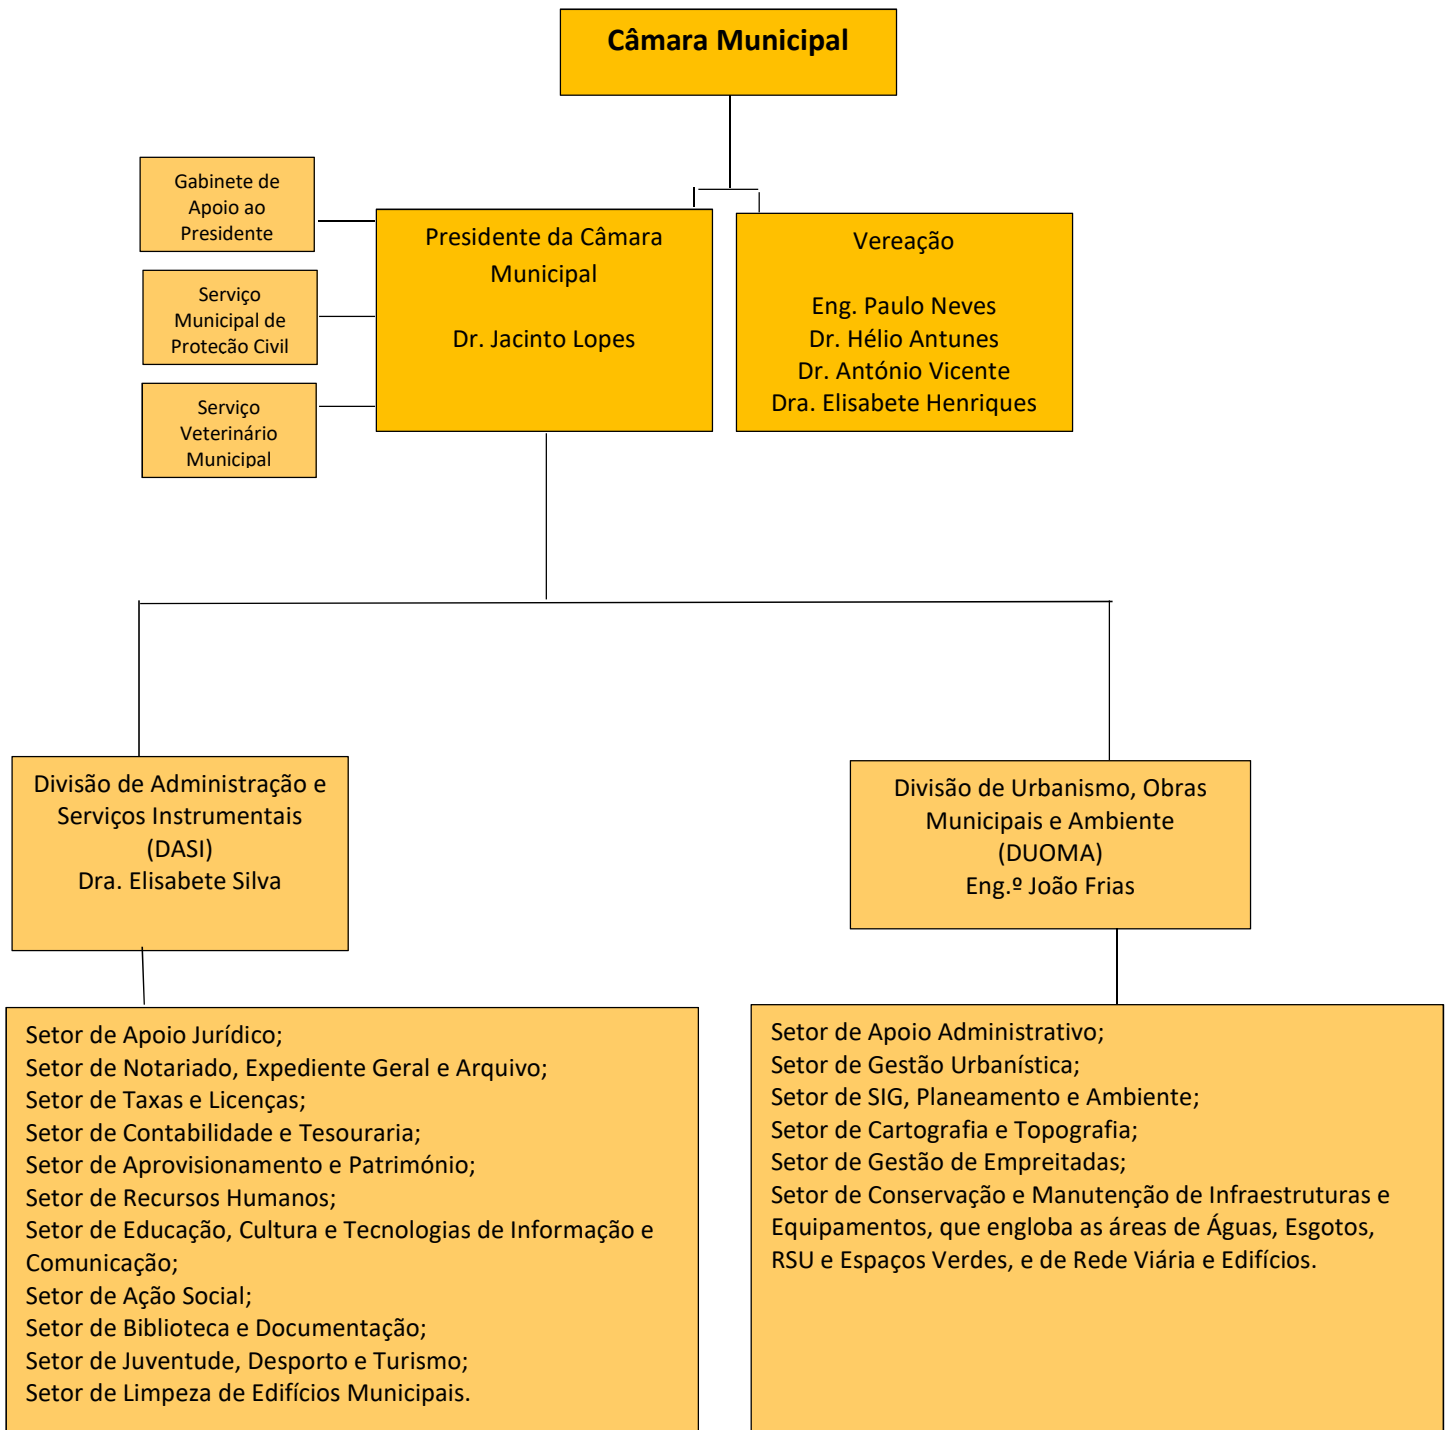 Câmara Municipal
Gabinete de
Apoio ao
Presidente
Serviço
Municipal de
Proteção Civil
Serviço
Veterinário
Municipal
Presidente da Câmara
Municipal
Dr. Jacinto Lopes
Vereação
Eng. Paulo Neves
Dr. Hélio Antunes
Dr. António Vicente
Dra. Elisabete Henriques
Divisão de Administração e
Serviços Instrumentais
(DASI)
Dra. Elisabete Silva
Divisão de Urbanismo, Obras
Municipais e Ambiente
(DUOMA)
Eng.º João Frias
Setor de Apoio Jurídico;
Setor de Notariado, Expediente Geral e Arquivo;
Setor de Taxas e Licenças;
Setor de Contabilidade e Tesouraria;
Setor de Aprovisionamento e Património;
Setor de Recursos Humanos;
Setor de Educação, Cultura e Tecnologias de Informação e
Comunicação;
Setor de Ação Social;
Setor de Biblioteca e Documentação;
Setor de Juventude, Desporto e Turismo;
Setor de Limpeza de Edifícios Municipais.
Setor de Apoio Administrativo;
Setor de Gestão Urbanística;
Setor de SIG, Planeamento e Ambiente;
Setor de Cartografia e Topografia;
Setor de Gestão de Empreitadas;
Setor de Conservação e Manutenção de Infraestruturas e
Equipamentos, que engloba as áreas de Águas, Esgotos,
RSU e Espaços Verdes, e de Rede Viária e Edifícios.